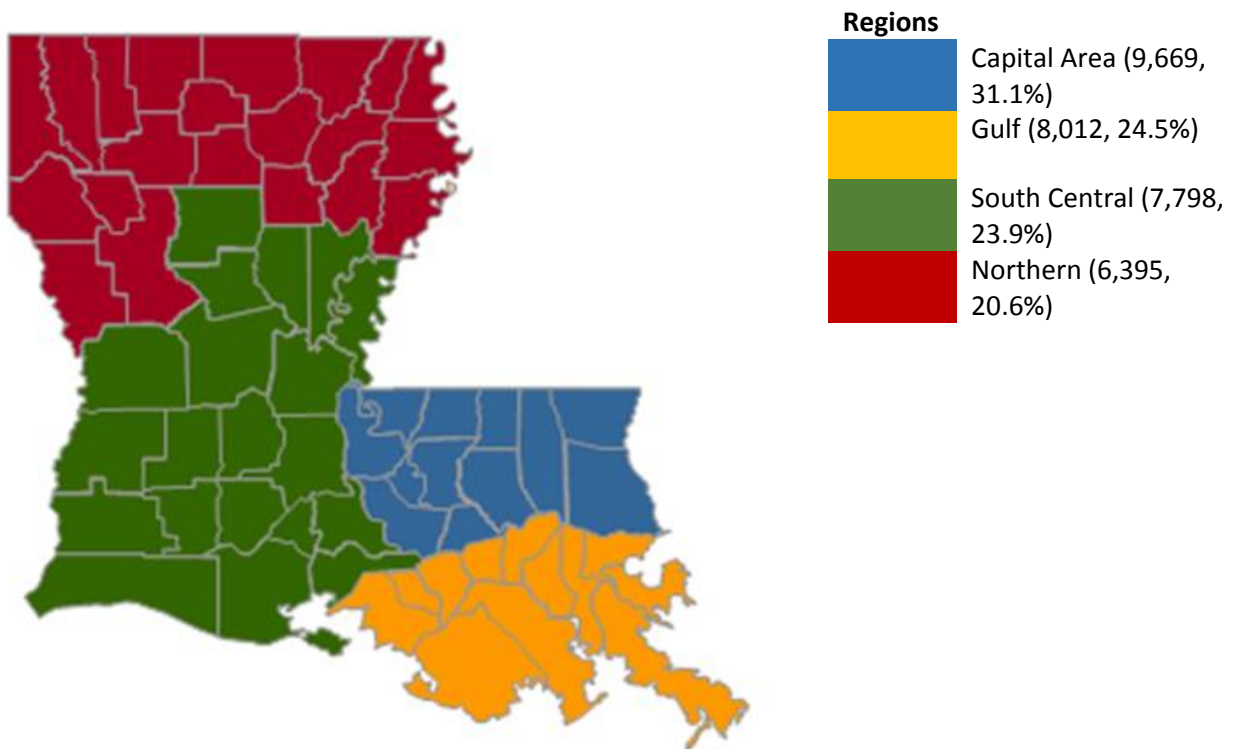 Regions
Capital Area (9,669,
31.1%)
Gulf (8,012, 24.5%)
South Central (7,798,
23.9%)
Northern (6,395,
20.6%)